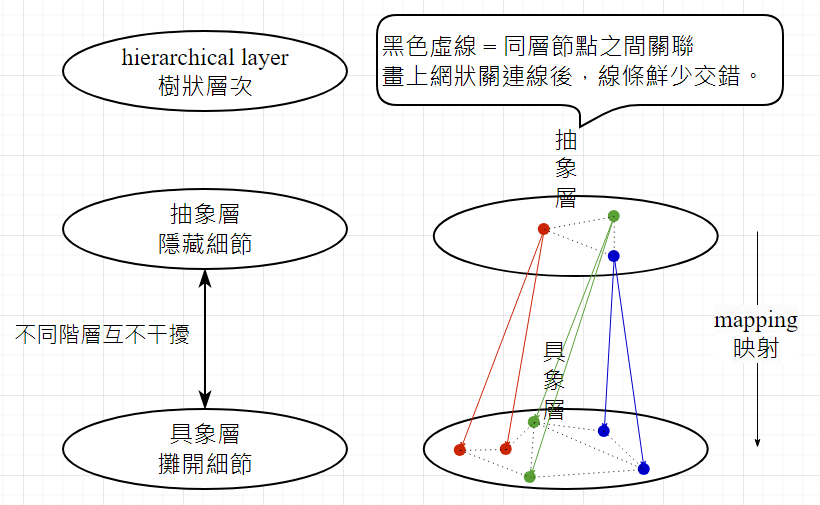 hierarchical layer
樹狀層次
黑色虛線＝同層節點之間關聯
畫上網狀關連線後，線條鮮少交錯。
抽象層
隱藏細節
抽
象
層
不同階層互不干擾
mapping
映射
具
象
層
具象層
攤開細節